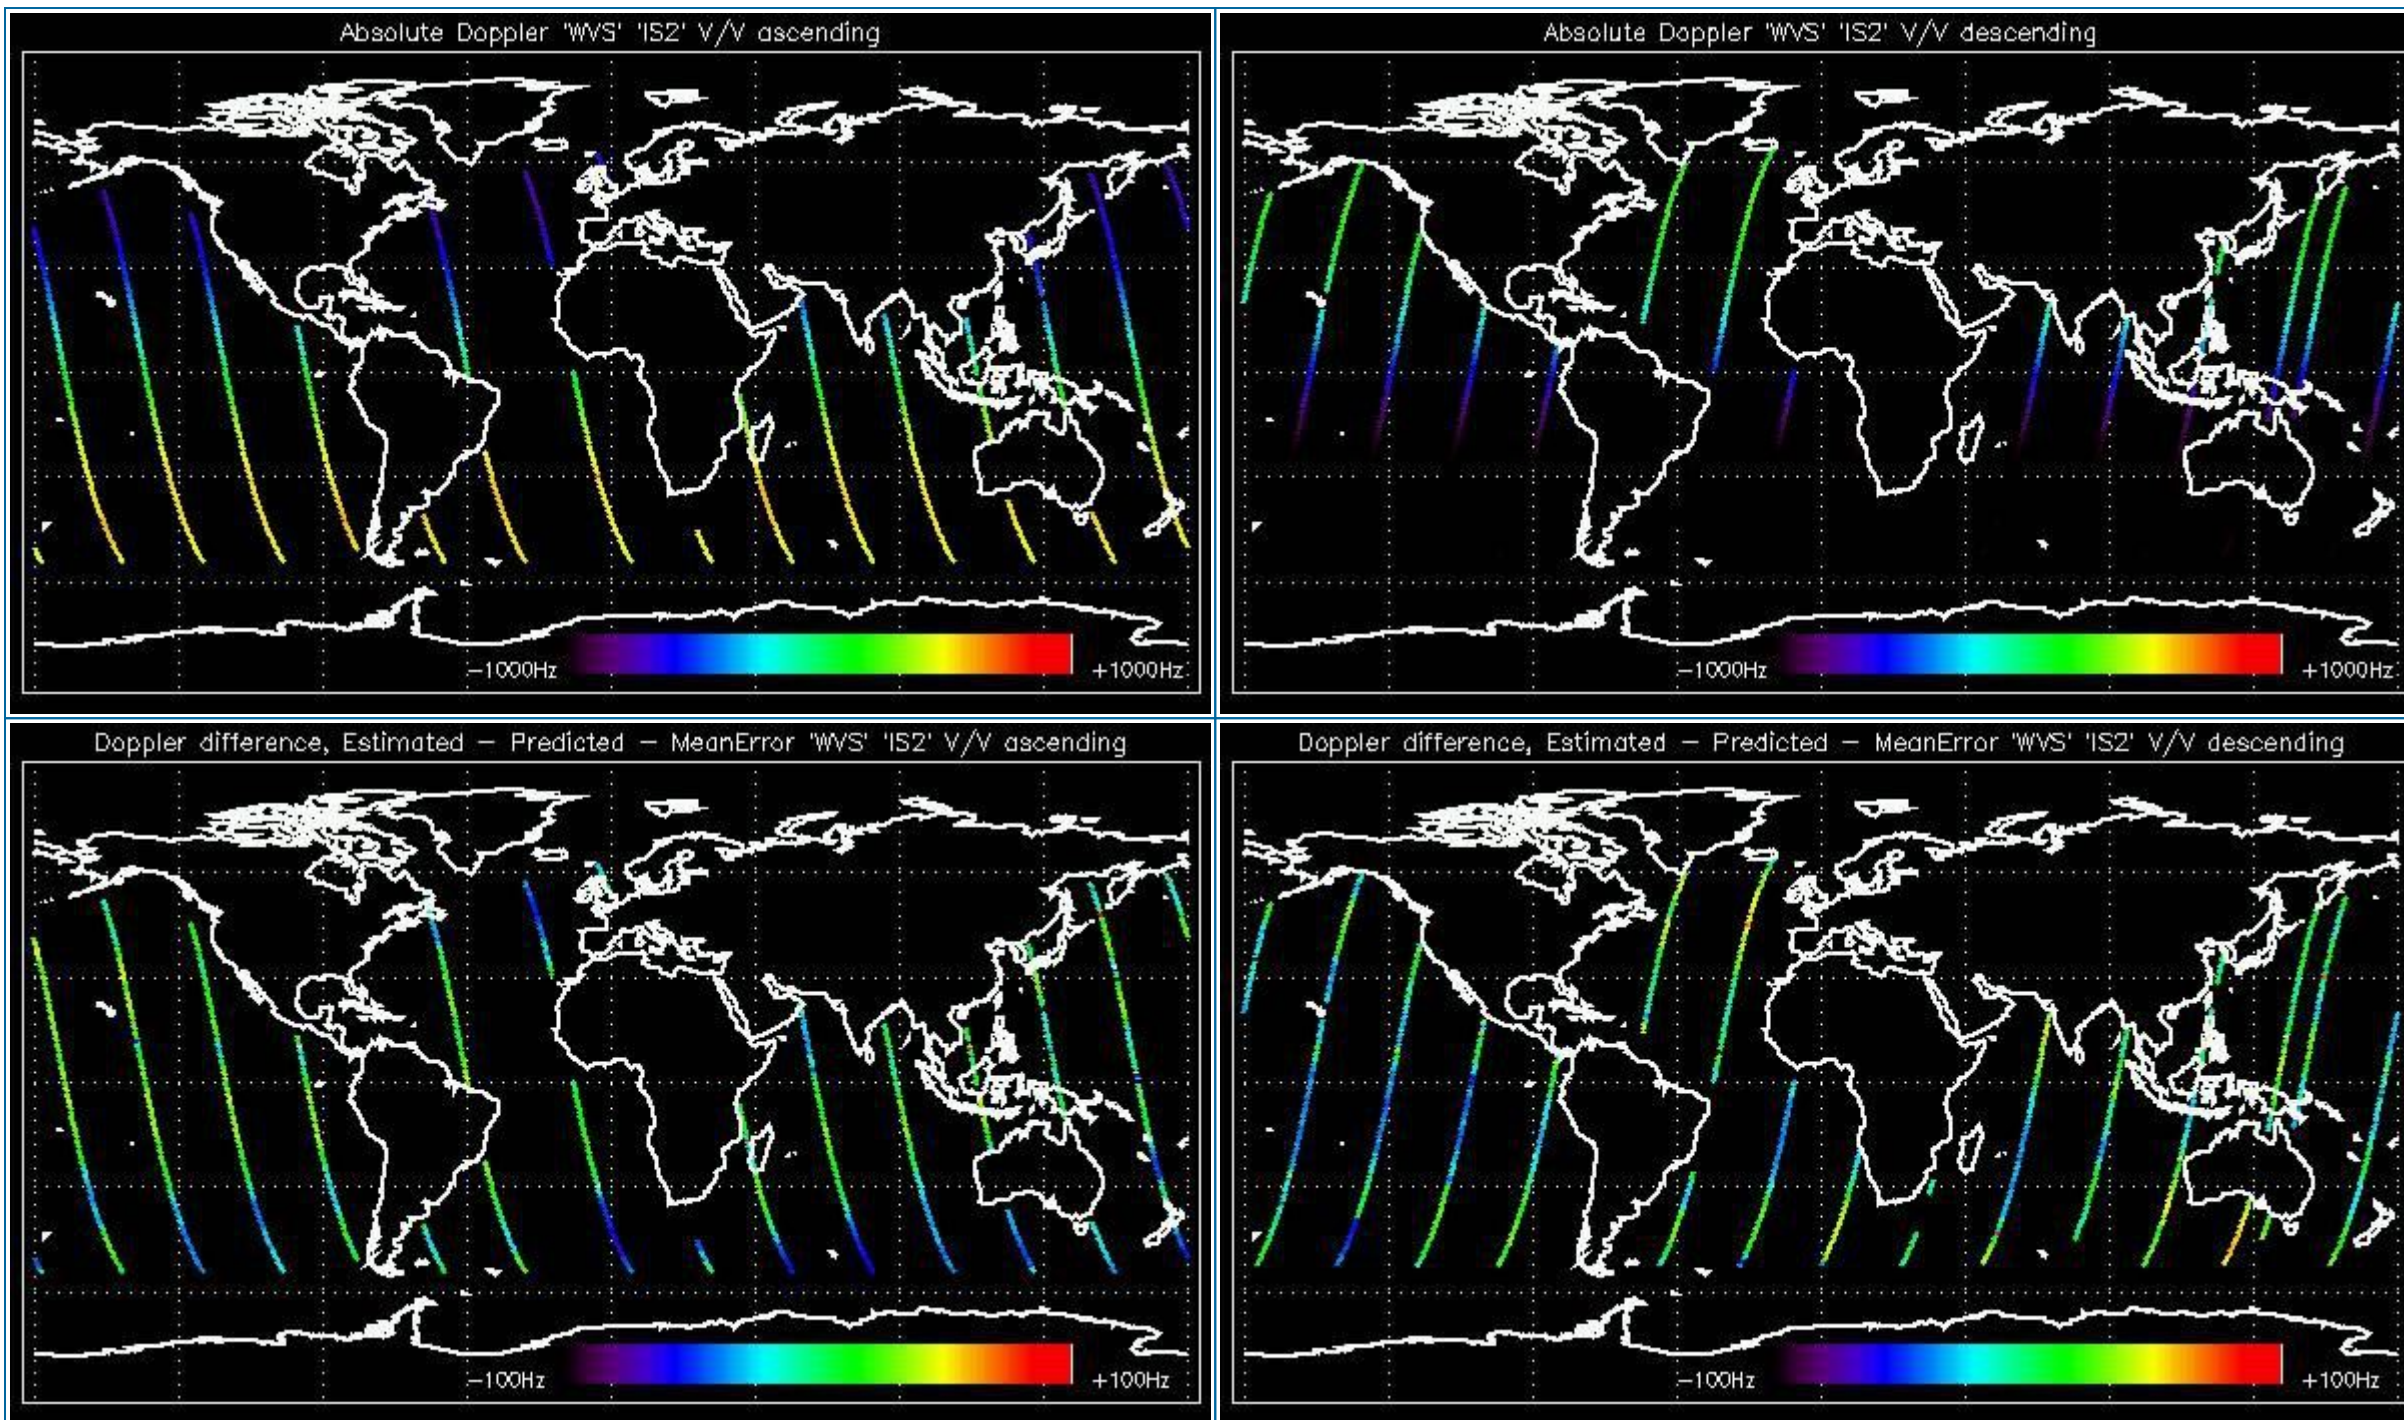 Absolute Doppler 'WVS' 'IS2' V/V ascending
-1000Hz
+1000Hz
Absolute Doppler 'WVS' 'IS2' V/V descending
-1000Hz
+1000Hz
Doppler difference, Estimated - Predicted - MeanError 'WVS' 'IS2' V/V ascending
-100Hz
+100Hz
Doppler difference, Estimated - Predicted - MeanError 'WVS' 'IS2' V/V descending
-100Hz
+100Hz